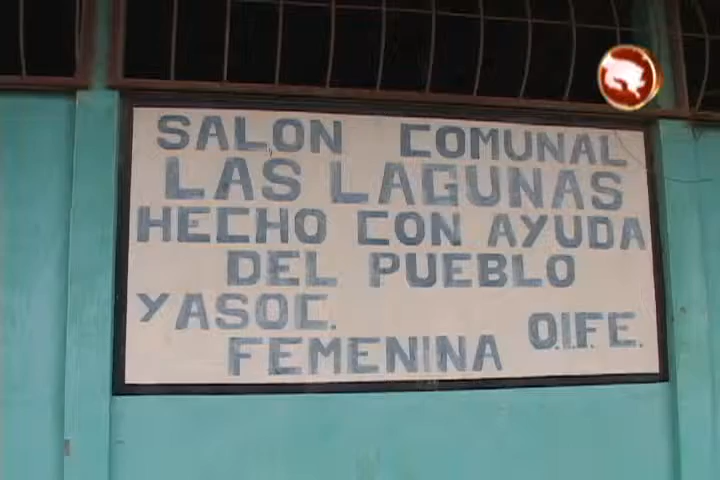 SALON COMUNAL
LAS LAGUNAS
HECHO CON AYUDA
DEL PUEBLO
Y ASOC.
FEMENINA O.I.F.E.